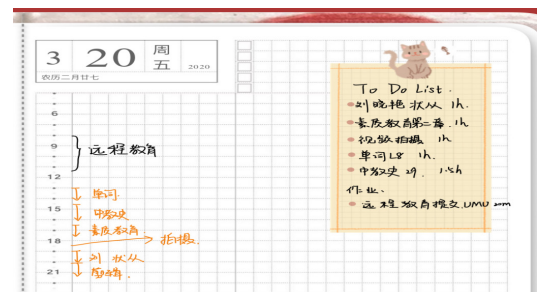 3 20 周五 2020
农历二月廿七
6
9
12
15
18
21
远程教育
单词
中教史
素质教育
拍摄.
刘 状从
To Do List.
刘晓艳 状从 1h.
素质教育第二章. 1h
视频拍摄 1h
单词L8 1h.
中教史 29. 1.5h
作业、
远程教育提交.UMU